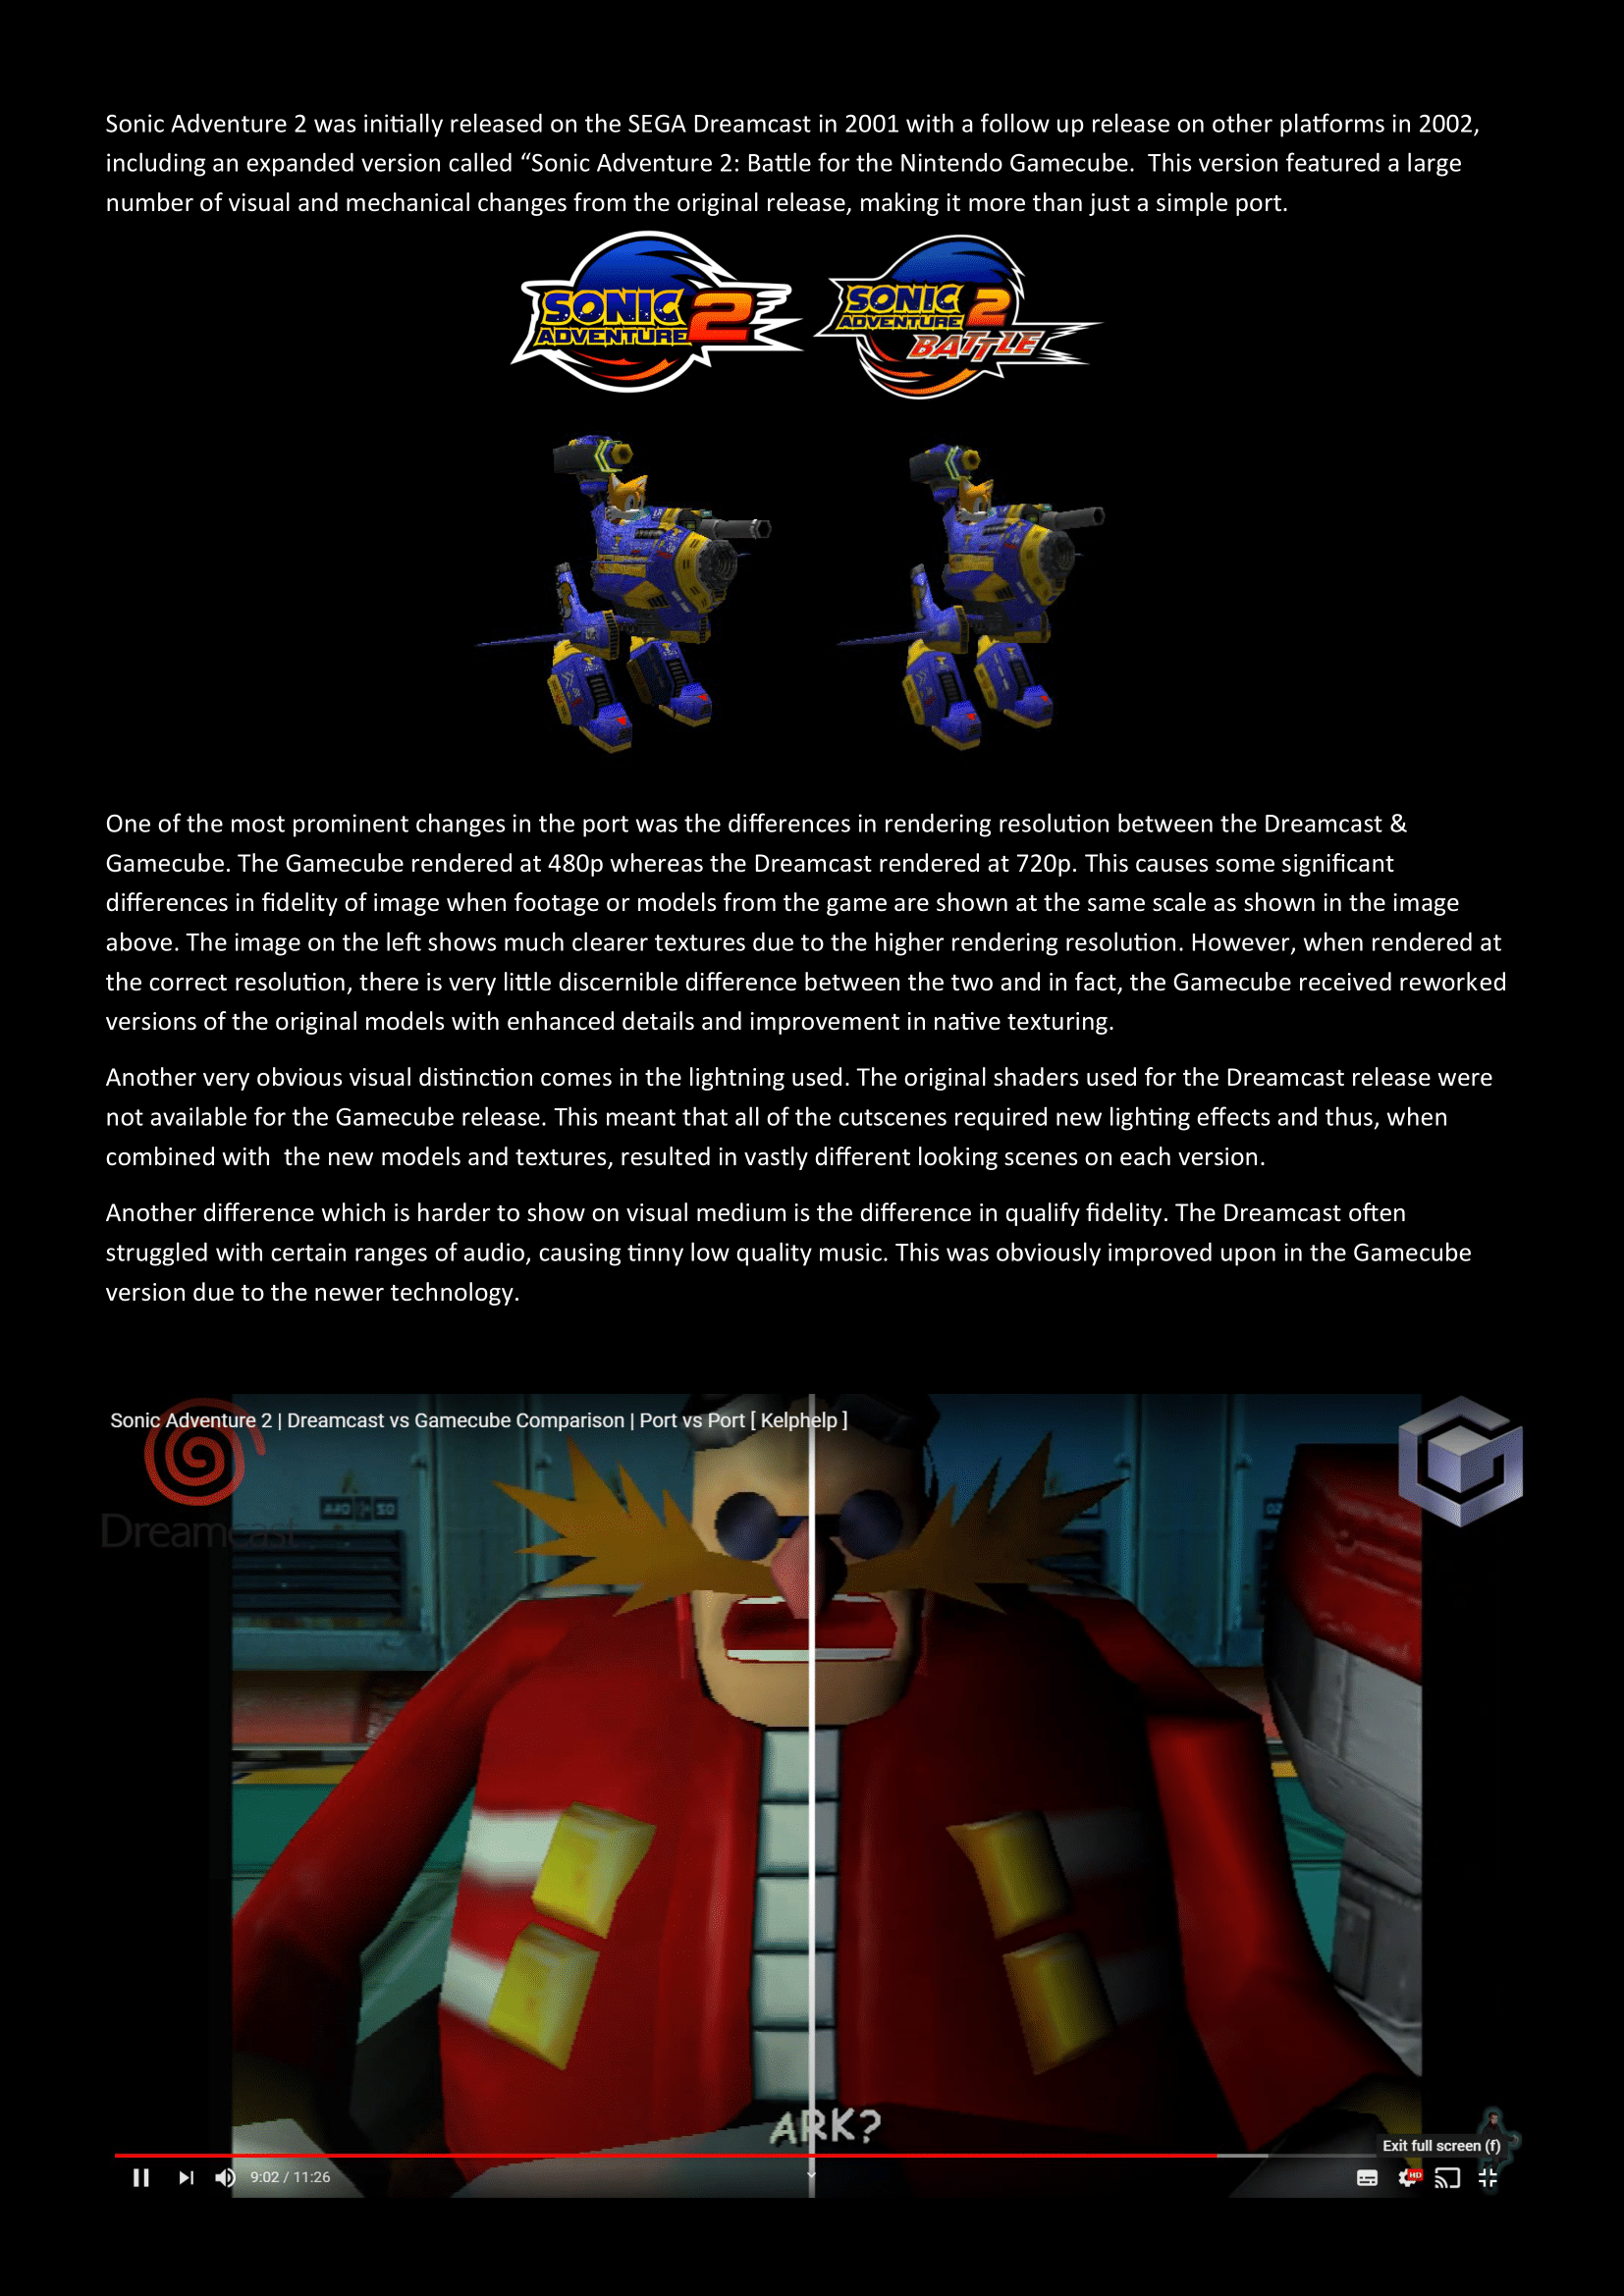 Sonic Adventure 2 was initially released on the SEGA Dreamcast in 2001 with a follow up release on other platforms in 2002,
including an expanded version called “Sonic Adventure 2: Battle for the Nintendo Gamecube.  This version featured a large
number of visual and mechanical changes from the original release, making it more than just a simple port.
SONIC
ADVENTURE 2
SONIC
ADVENTURE 2
BATTLE
One of the most prominent changes in the port was the differences in rendering resolution between the Dreamcast &
Gamecube. The Gamecube rendered at 480p whereas the Dreamcast rendered at 720p. This causes some significant
differences in fidelity of image when footage or models from the game are shown at the same scale as shown in the image
above. The image on the left shows much clearer textures due to the higher rendering resolution. However, when rendered at
the correct resolution, there is very little discernible difference between the two and in fact, the Gamecube received reworked
versions of the original models with enhanced details and improvement in native texturing.
Another very obvious visual distinction comes in the lightning used. The original shaders used for the Dreamcast release were
not available for the Gamecube release. This meant that all of the cutscenes required new lighting effects and thus, when
combined with  the new models and textures, resulted in vastly different looking scenes on each version.
Another difference which is harder to show on visual medium is the difference in qualify fidelity. The Dreamcast often
struggled with certain ranges of audio, causing tinny low quality music. This was obviously improved upon in the Gamecube
version due to the newer technology.
Sonic Adventure 2 | Dreamcast vs Gamecube Comparison | Port vs Port [ Kelphelp ]
Dreamcast
ARK?
Exit full screen (f)
9:02 / 11:26
HD